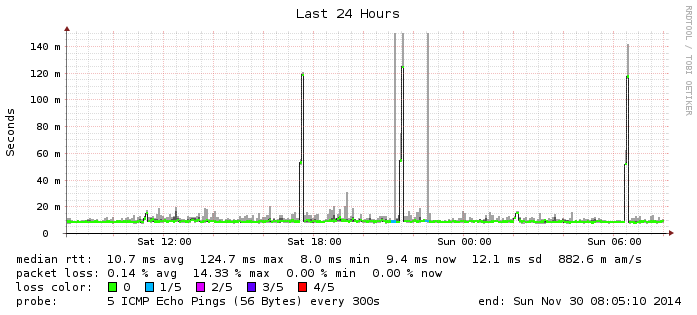 Last 24 Hours
RRDTOOL / TOBI OETIKER
Seconds
140 m
120 m
100 m
80 m
60 m
40 m
20 m
0
Sat 12:00 Sat 18:00 Sun 00:00 Sun 06:00
median rtt: 10.7 ms avg 124.7 ms max 8.0 ms min 9.4 ms now 12.1 ms sd 882.6 m am/s
packet loss: 0.14 % avg 14.33 % max 0.00 % min 0.00 % now
loss color: 0 1/5 2/5 3/5 4/5
probe: 5 ICMP Echo Pings (56 Bytes) every 300s end: Sun Nov 30 08:05:10 2014